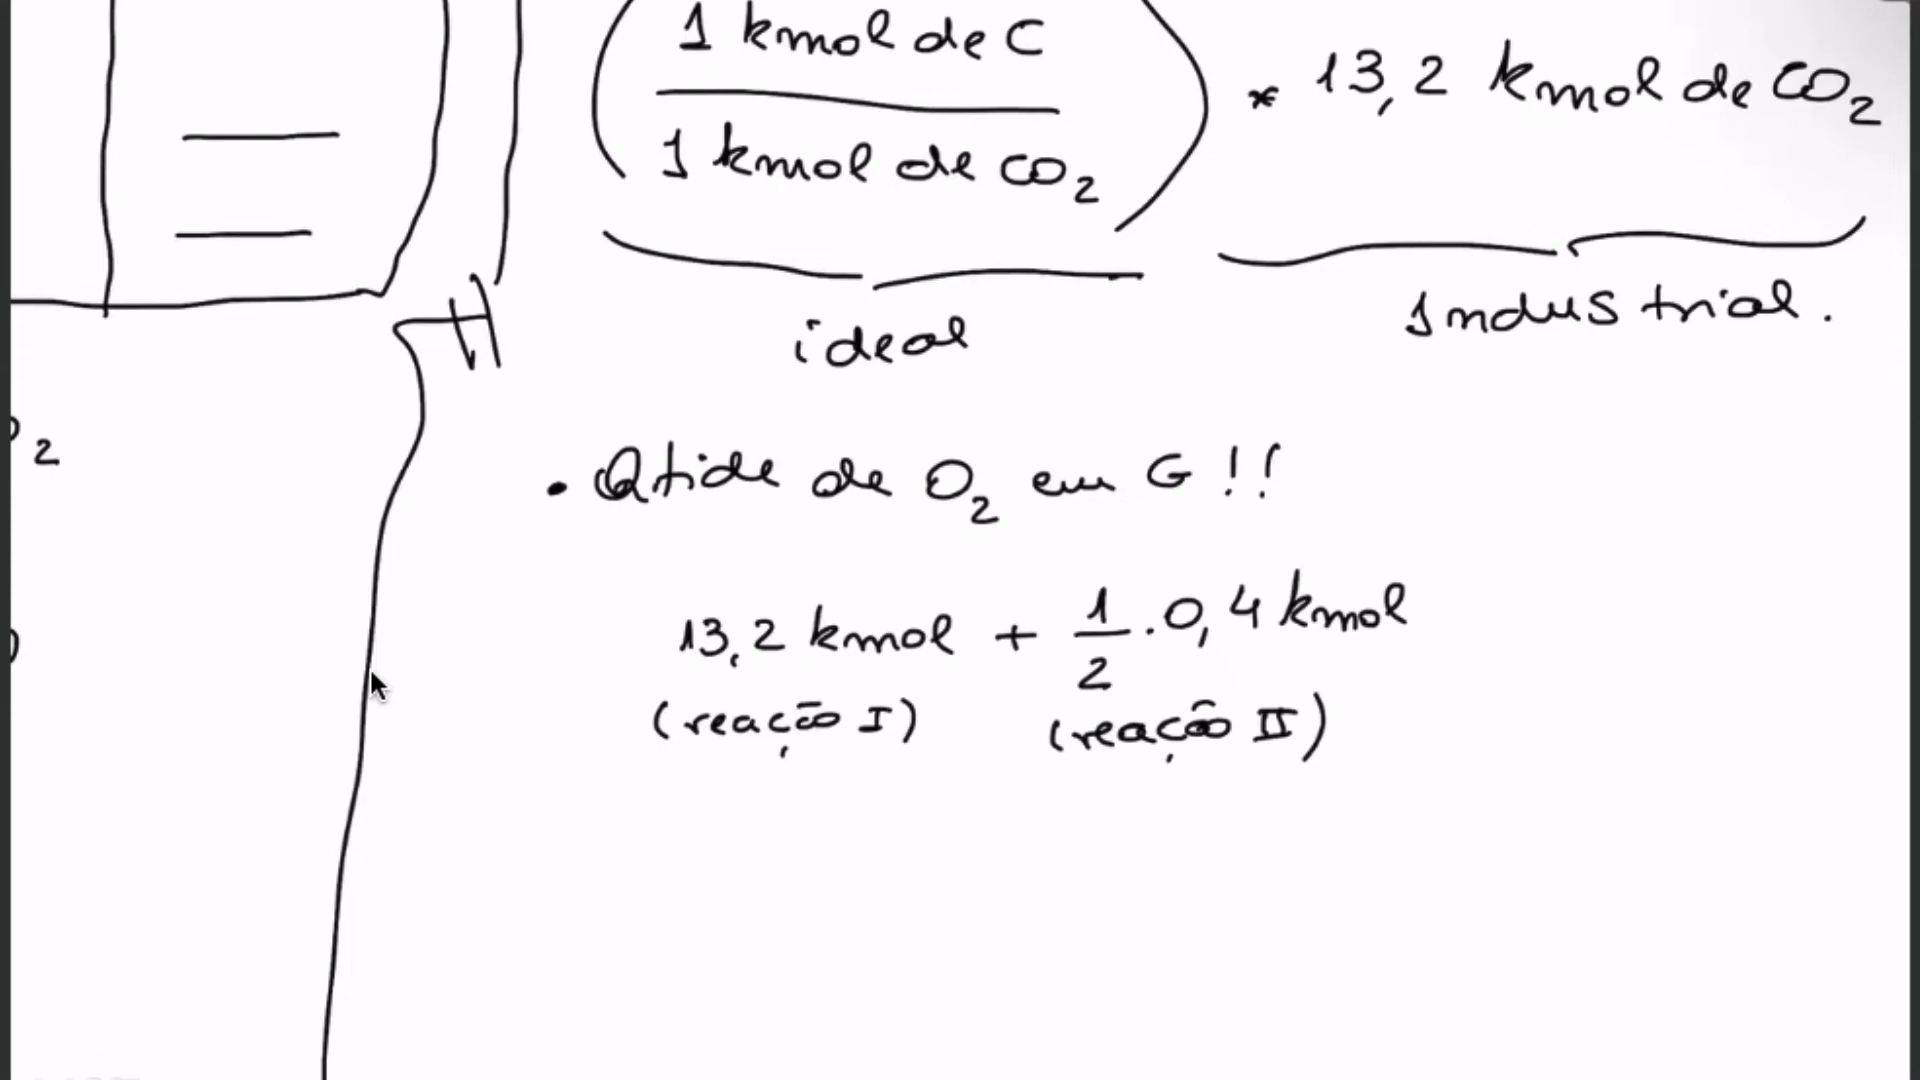 1 kmol de C
1 kmol de CO2
* 13,2 kmol de CO2
ideal
Industrial.
2
• Qtide de O2 em G!!
13,2 kmol + 1/2 . 0,4 kmol
(reação I) (reação II)